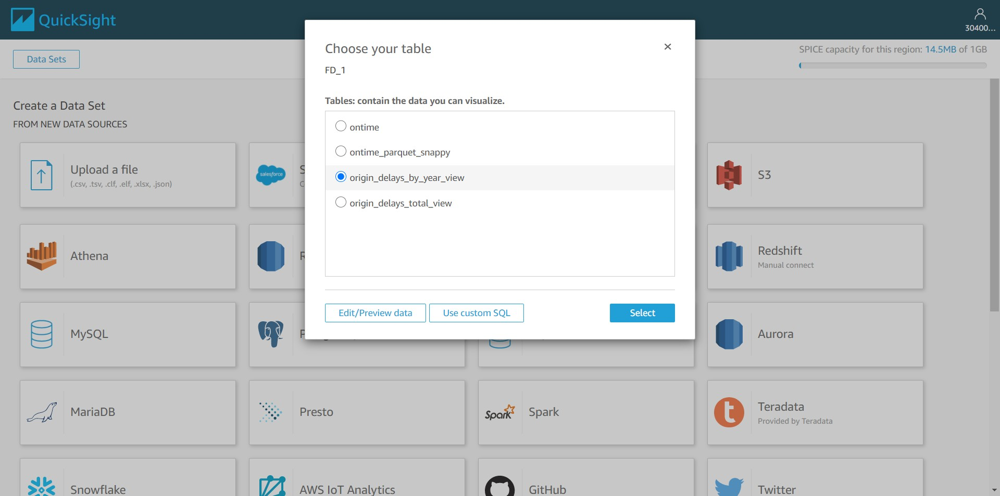 QuickSight
30400...
Data Sets
SPICE capacity for this region: 14.5MB of 1GB
Choose your table
FD_1
Tables: contain the data you can visualize.
ontime
ontime_parquet_snappy
origin_delays_by_year_view
origin_delays_total_view
Edit/Preview data
Use custom SQL
Select
Create a Data Set
FROM NEW DATA SOURCES
Upload a file
(.csv, .tsv, .clf, .elf, .xlsx, .json)
salesforce
S3
Athena
Redshift
Manual connect
MySQL
Aurora
MariaDB
Presto
Spark
Spark
Teradata
Provided by Teradata
Snowflake
AWS IoT Analytics
GitHub
Twitter